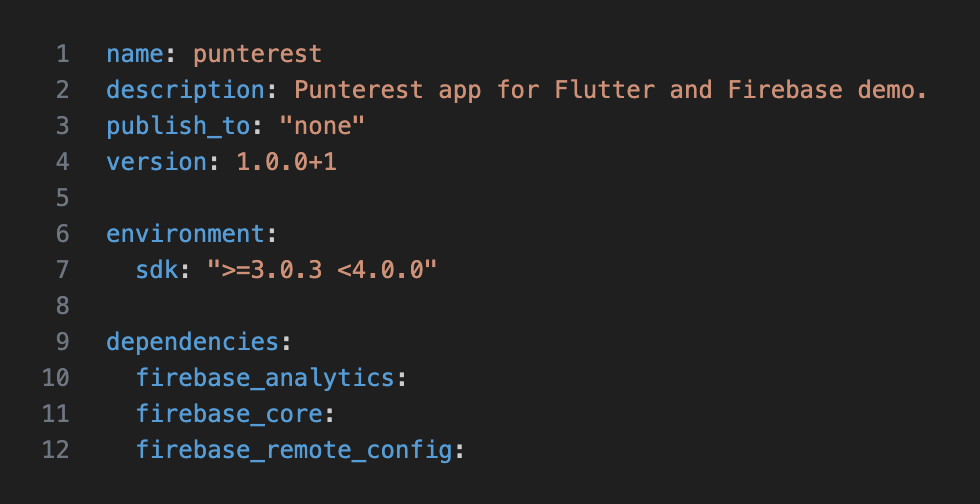 1 name: punterest
2 description: Punterest app for Flutter and Firebase demo.
3 publish_to: "none"
4 version: 1.0.0+1
5
6 environment:
7   sdk: ">=3.0.3 <4.0.0"
8
9 dependencies:
10   firebase_analytics:
11   firebase_core:
12   firebase_remote_config: